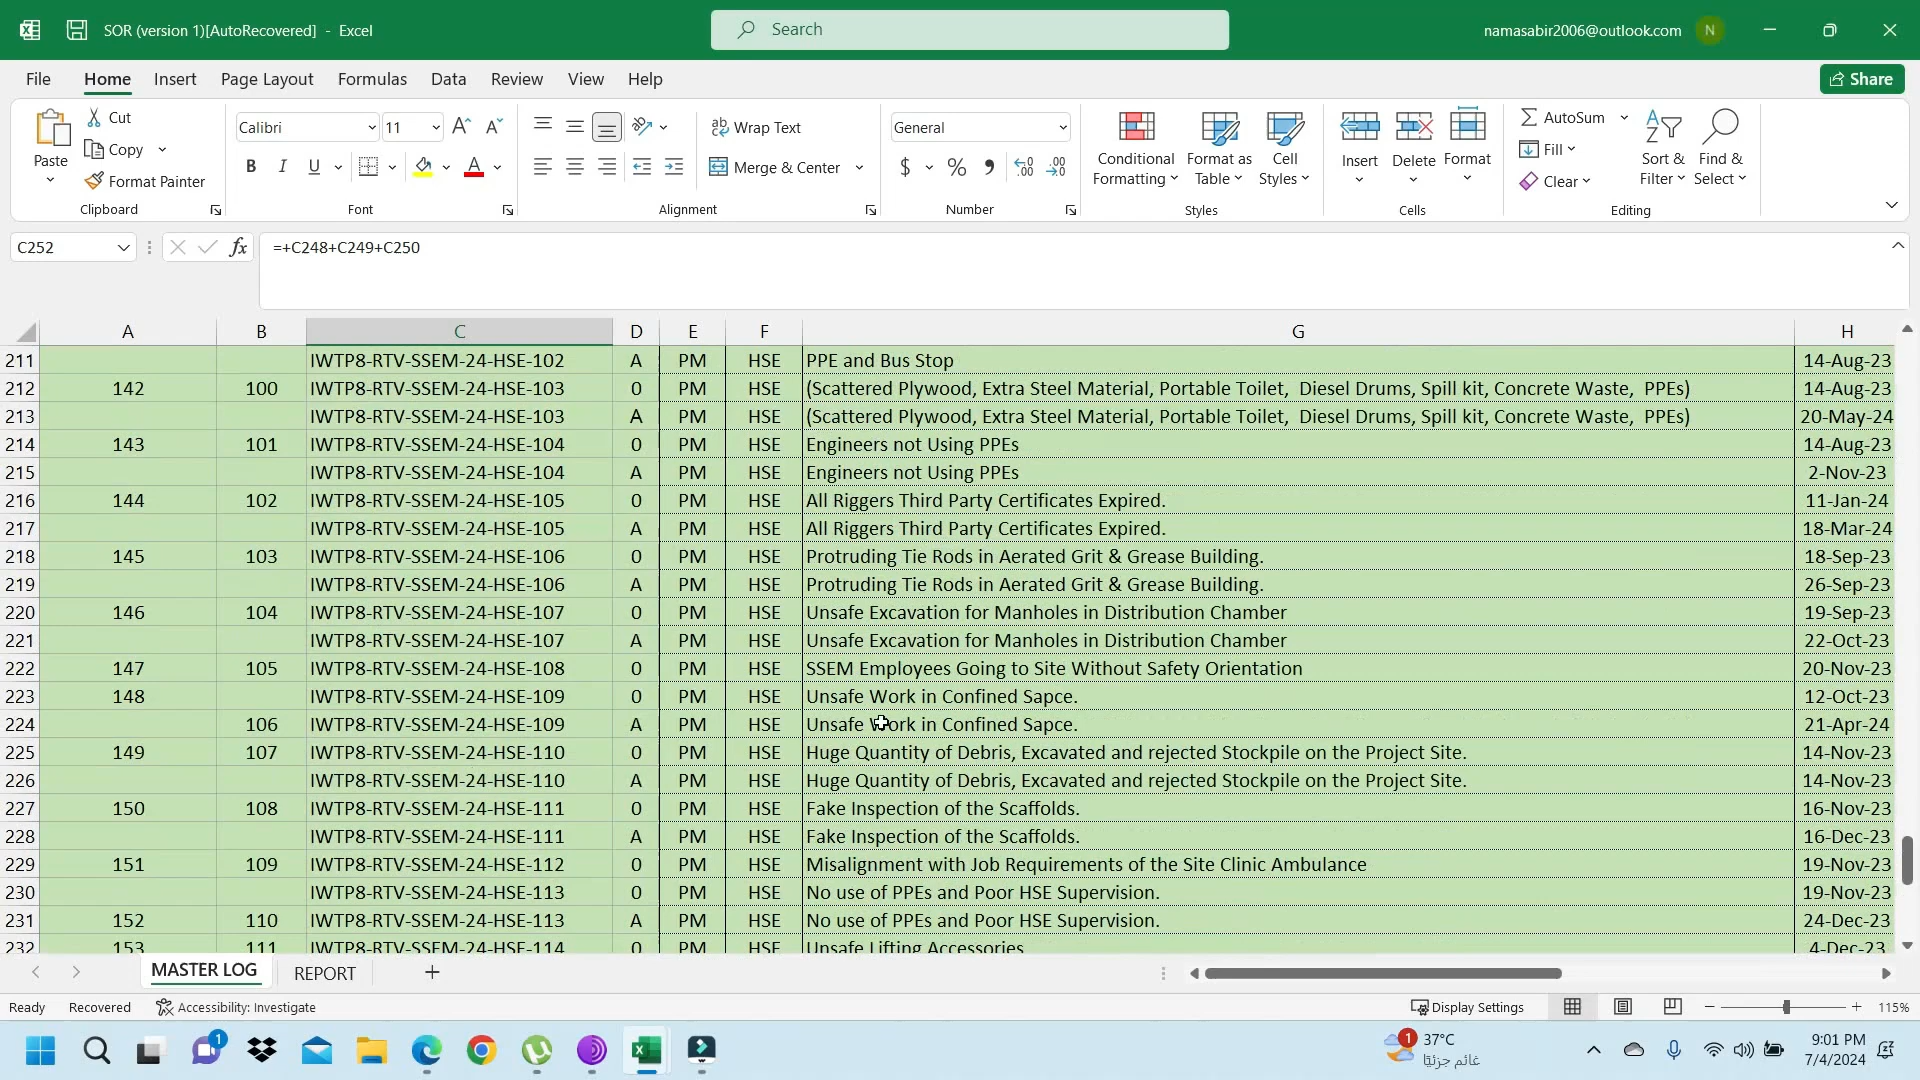 SOR (version 1)[AutoRecovered] - Excel
Search
namasabir2006@outlook.com
N
File Home Insert Page Layout Formulas Data Review View Help
Share
Paste
Cut
Copy
Format Painter
Clipboard
Calibri
11
B I U
Font
Wrap Text
Merge & Center
Alignment
General
$ % ,
Number
Conditional Formatting
Format as Table
Cell Styles
Styles
Insert
Delete
Format
Cells
AutoSum
Fill
Clear
Sort & Filter
Find & Select
Editing
C252
fx
=+C248+C249+C250
A B C D E F G H
211 IWTP8-RTV-SSEM-24-HSE-102 A PM HSE PPE and Bus Stop 14-Aug-23
212 142 100 IWTP8-RTV-SSEM-24-HSE-103 0 PM HSE (Scattered Plywood, Extra Steel Material, Portable Toilet, Diesel Drums, Spill kit, Concrete Waste, PPEs) 14-Aug-23
213 IWTP8-RTV-SSEM-24-HSE-103 A PM HSE (Scattered Plywood, Extra Steel Material, Portable Toilet, Diesel Drums, Spill kit, Concrete Waste, PPEs) 20-May-24
214 143 101 IWTP8-RTV-SSEM-24-HSE-104 0 PM HSE Engineers not Using PPEs 14-Aug-23
215 IWTP8-RTV-SSEM-24-HSE-104 A PM HSE Engineers not Using PPEs 2-Nov-23
216 144 102 IWTP8-RTV-SSEM-24-HSE-105 0 PM HSE All Riggers Third Party Certificates Expired. 11-Jan-24
217 IWTP8-RTV-SSEM-24-HSE-105 A PM HSE All Riggers Third Party Certificates Expired. 18-Mar-24
218 145 103 IWTP8-RTV-SSEM-24-HSE-106 0 PM HSE Protruding Tie Rods in Aerated Grit & Grease Building. 18-Sep-23
219 IWTP8-RTV-SSEM-24-HSE-106 A PM HSE Protruding Tie Rods in Aerated Grit & Grease Building. 26-Sep-23
220 146 104 IWTP8-RTV-SSEM-24-HSE-107 0 PM HSE Unsafe Excavation for Manholes in Distribution Chamber 19-Sep-23
221 IWTP8-RTV-SSEM-24-HSE-107 A PM HSE Unsafe Excavation for Manholes in Distribution Chamber 22-Oct-23
222 147 105 IWTP8-RTV-SSEM-24-HSE-108 0 PM HSE SSEM Employees Going to Site Without Safety Orientation 20-Nov-23
223 148 IWTP8-RTV-SSEM-24-HSE-109 0 PM HSE Unsafe Work in Confined Sapce. 12-Oct-23
224 106 IWTP8-RTV-SSEM-24-HSE-109 A PM HSE Unsafe Work in Confined Sapce. 21-Apr-24
225 149 107 IWTP8-RTV-SSEM-24-HSE-110 0 PM HSE Huge Quantity of Debris, Excavated and rejected Stockpile on the Project Site. 14-Nov-23
226 IWTP8-RTV-SSEM-24-HSE-110 A PM HSE Huge Quantity of Debris, Excavated and rejected Stockpile on the Project Site. 14-Nov-23
227 150 108 IWTP8-RTV-SSEM-24-HSE-111 0 PM HSE Fake Inspection of the Scaffolds. 16-Nov-23
228 IWTP8-RTV-SSEM-24-HSE-111 A PM HSE Fake Inspection of the Scaffolds. 16-Dec-23
229 151 109 IWTP8-RTV-SSEM-24-HSE-112 0 PM HSE Misalignment with Job Requirements of the Site Clinic Ambulance 19-Nov-23
230 IWTP8-RTV-SSEM-24-HSE-113 0 PM HSE No use of PPEs and Poor HSE Supervision. 19-Nov-23
231 152 110 IWTP8-RTV-SSEM-24-HSE-113 A PM HSE No use of PPEs and Poor HSE Supervision. 24-Dec-23
232 153 111 IWTP8-RTV-SSEM-24-HSE-114 0 PM HSE Unsafe Lifting Accessories 4-Dec-23
MASTER LOG REPORT
Ready Recovered Accessibility: Investigate Display Settings 115%
1
1
37°C
غائم جزئيًا
9:01 PM
7/4/2024